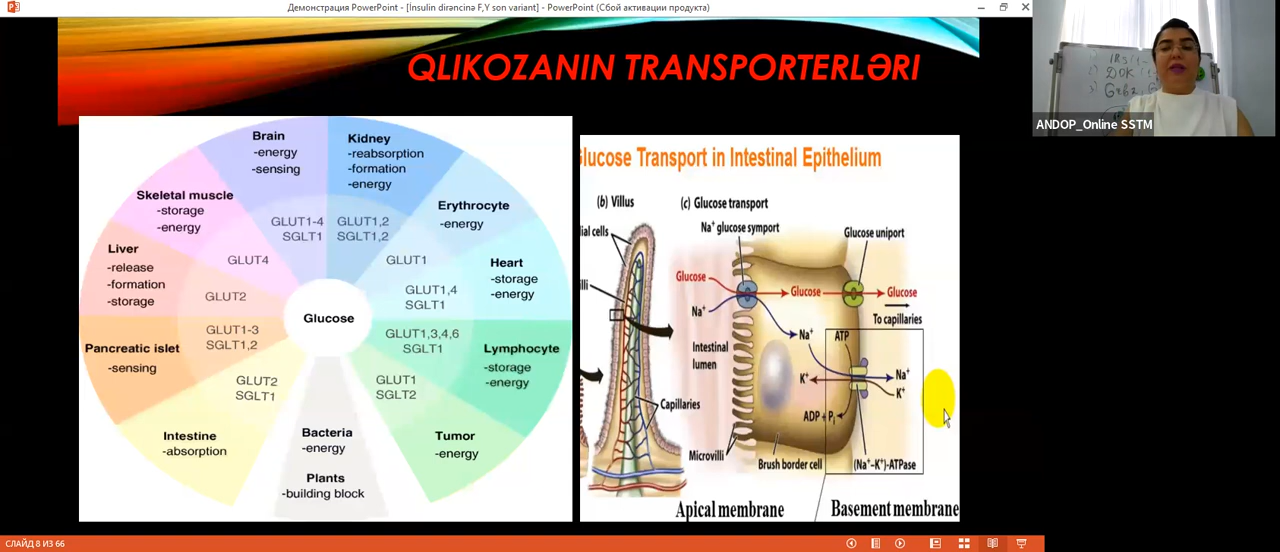 Демонстрация PowerPoint - [İnsulin dirəncinə F,Y son variant] - PowerPoint (Сбой активации продукта)
QLIKOZANIN TRANSPORTERLƏRI
Brain
-energy
-sensing
GLUT1-4
SGLT1
Kidney
-reabsorption
-formation
-energy
GLUT1,2
SGLT1,2
Erythrocyte
-energy
GLUT1
Heart
-storage
-energy
GLUT1,4
SGLT1
Lymphocyte
-storage
-energy
GLUT1,3,4,6
SGLT1
Tumor
-energy
GLUT1
SGLT2
Bacteria
-energy
Plants
-building block
Intestine
-absorption
GLUT2
SGLT1
Pancreatic islet
-sensing
GLUT1-3
SGLT1,2
Liver
-release
-formation
-storage
GLUT2
Skeletal muscle
-storage
-energy
GLUT4
Glucose
lucose Transport in Intestinal Epithelium
(b) Villus
ial cells
lli
Capillaries
(c) Glucose transport
Na+ glucose symport
Glucose uniport
Glucose
Glucose
Glucose
Na+
To capillaries
Na+
ATP
Intestinal
lumen
K+
Na+
K+
ADP + Pi
Microvilli
Brush border cell
(Na+–K+)-ATPase
Apical membrane
Basement membrane
ANDOP_Online SSTM
СЛАЙД 8 ИЗ 66